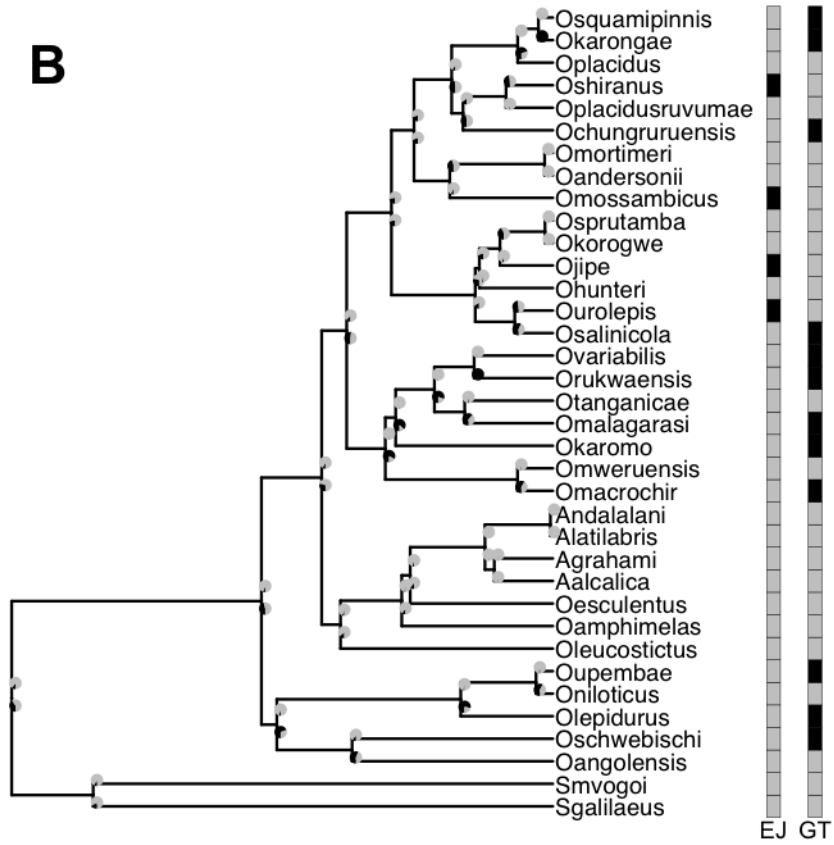 B
Osquamipinnis
Okarongae
Oplacidus
Oshiranus
Oplacidusruvumae
Ochungruruensis
Omortimeri
Oandersonii
Omossambicus
Osprutamba
Okorogwe
Ojipe
Ohunteri
Ourolepis
Osalinicola
Ovariabilis
Orukwaensis
Otanganicae
Omalagarasi
Okaromo
Omweruensis
Omacrochir
Andalalani
Alatilabris
Agrahami
Aalcalica
Oesculentus
Oamphimelas
Oleucostictus
Oupembae
Oniloticus
Olepidurus
Oschwebischi
Oangolensis
Smvogoi
Sgalilaeus
EJ GT